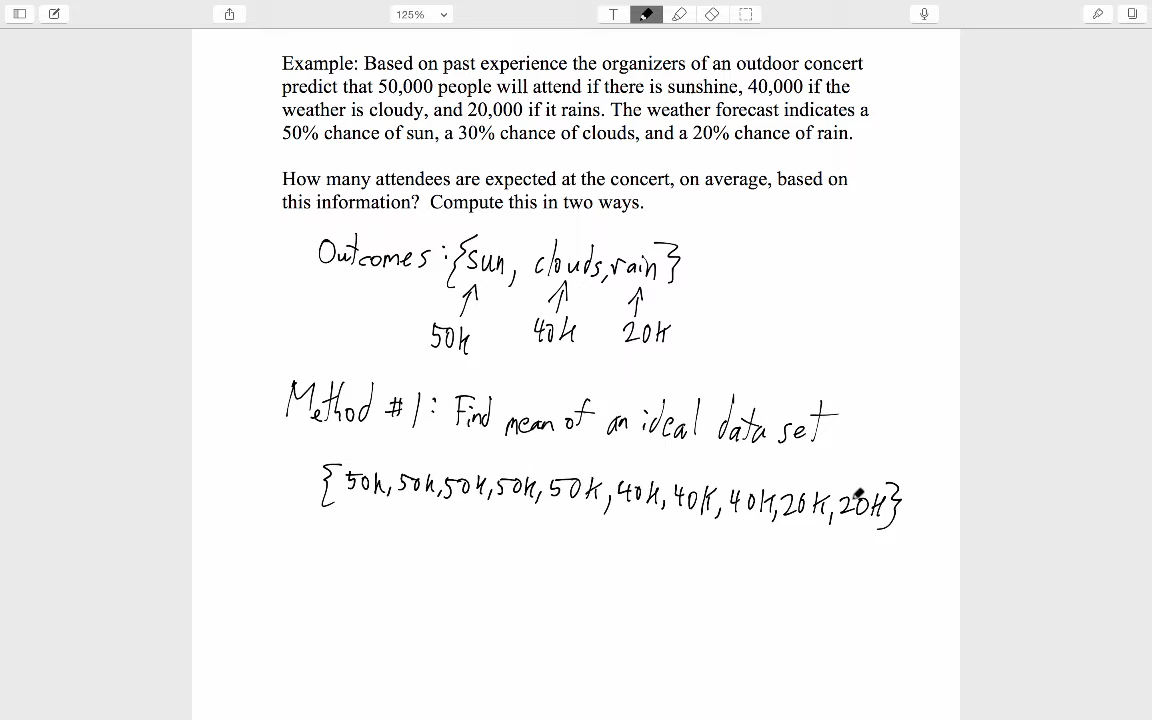 125%
T
Example: Based on past experience the organizers of an outdoor concert
predict that 50,000 people will attend if there is sunshine, 40,000 if the
weather is cloudy, and 20,000 if it rains. The weather forecast indicates a
50% chance of sun, a 30% chance of clouds, and a 20% chance of rain.
How many attendees are expected at the concert, on average, based on
this information? Compute this in two ways.
Outcomes: {sun, clouds, rain}
50K 40K 20K
Method #1: Find mean of an ideal data set
{50K, 50K, 50K, 50K, 50K, 40K, 40K, 40K, 20K, 20K}